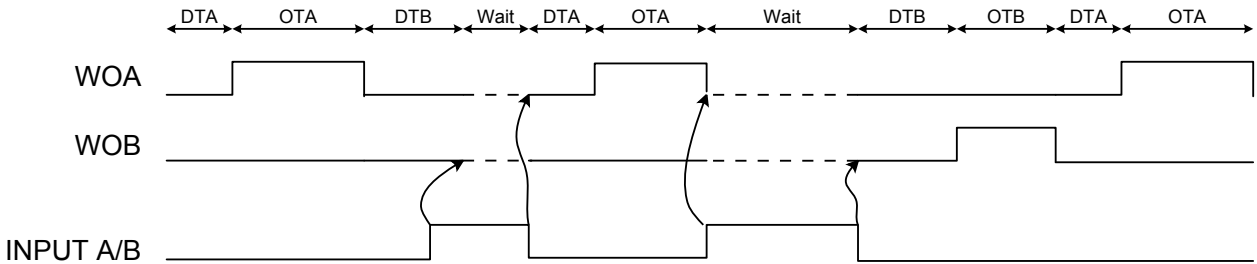 DTA OTA DTB Wait DTA OTA Wait DTB OTB DTA OTA
WOA
WOB
INPUT A/B